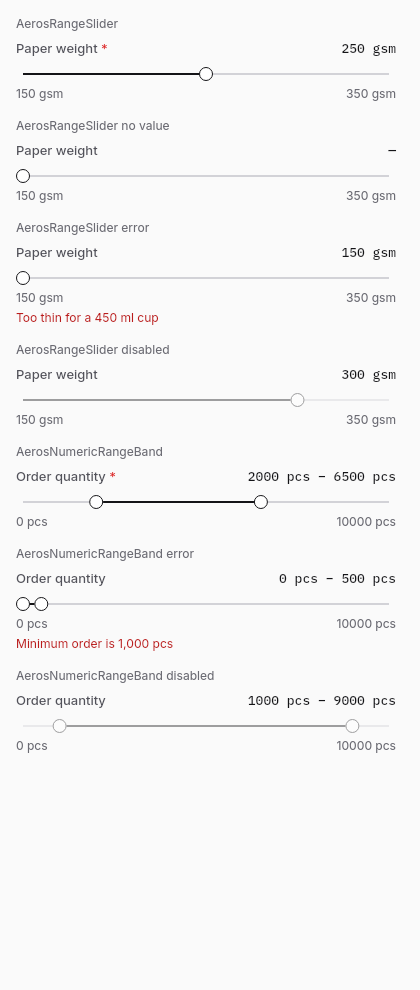 AerosRangeSlider
Paper weight * 250 gsm
150 gsm 350 gsm
AerosRangeSlider no value
Paper weight –
150 gsm 350 gsm
AerosRangeSlider error
Paper weight 150 gsm
150 gsm 350 gsm
Too thin for a 450 ml cup
AerosRangeSlider disabled
Paper weight 300 gsm
150 gsm 350 gsm
AerosNumericRangeBand
Order quantity * 2000 pcs – 6500 pcs
0 pcs 10000 pcs
AerosNumericRangeBand error
Order quantity 0 pcs – 500 pcs
0 pcs 10000 pcs
Minimum order is 1,000 pcs
AerosNumericRangeBand disabled
Order quantity 1000 pcs – 9000 pcs
0 pcs 10000 pcs